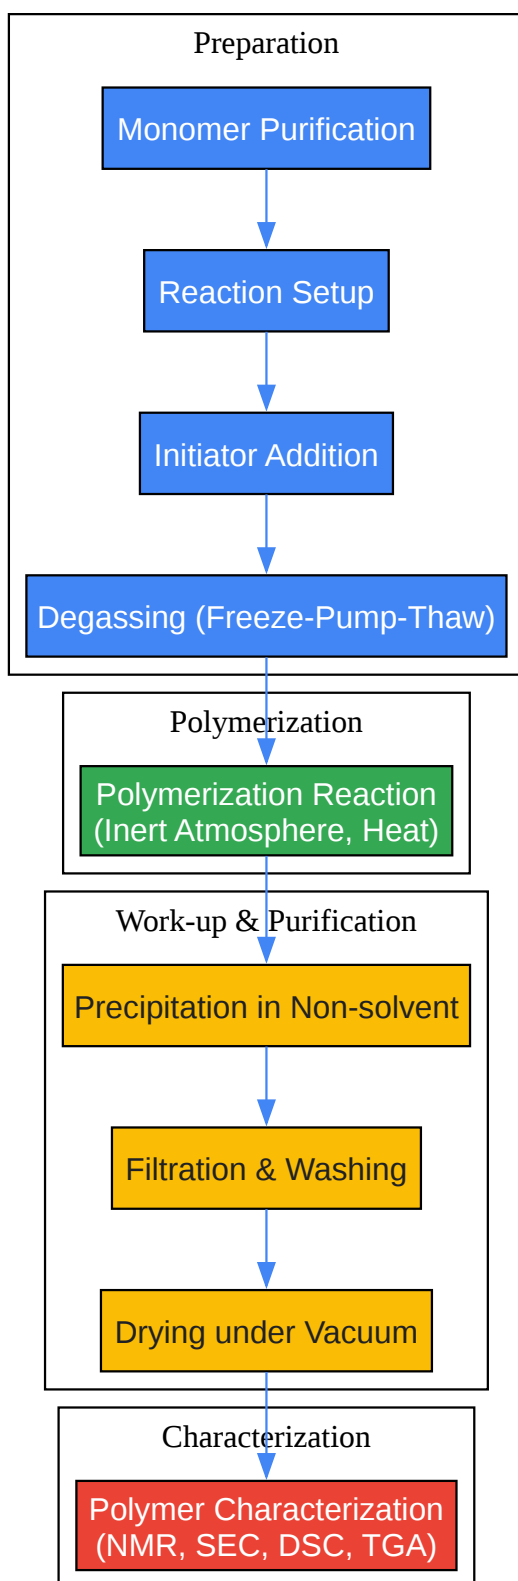 Preparation
Monomer Purification
Reaction Setup
Initiator Addition
Degassing (Freeze-Pump-Thaw)
Polymerization
Polymerization Reaction
(Inert Atmosphere, Heat)
Work-up & Purification
Precipitation in Non-solvent
Filtration & Washing
Drying under Vacuum
Characterization
Polymer Characterization
(NMR, SEC, DSC, TGA)